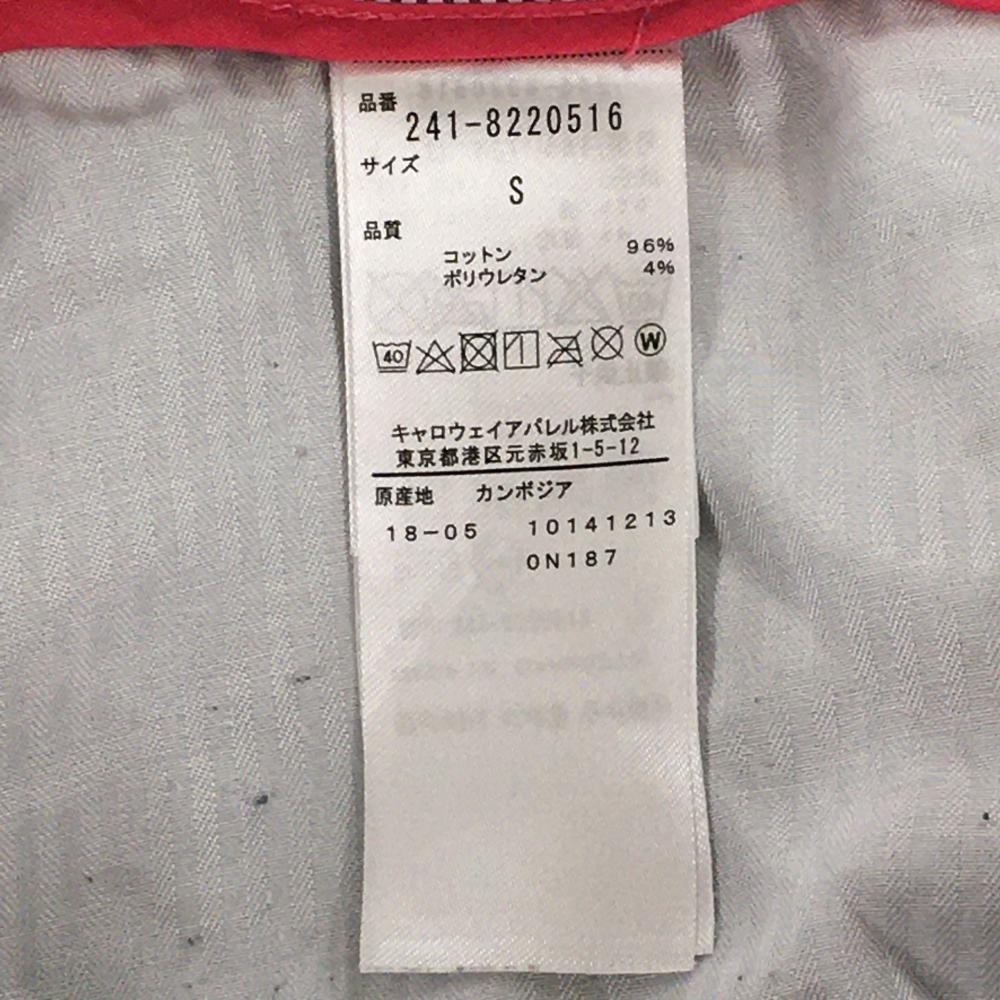 品番
241-8220516
サイズ
S
品質
コットン 96%
ポリウレタン 4%
40 W
キャロウェイアパレル株式会社
東京都港区元赤坂1-5-12
原産地 カンボジア
18-05 10141213
0N187